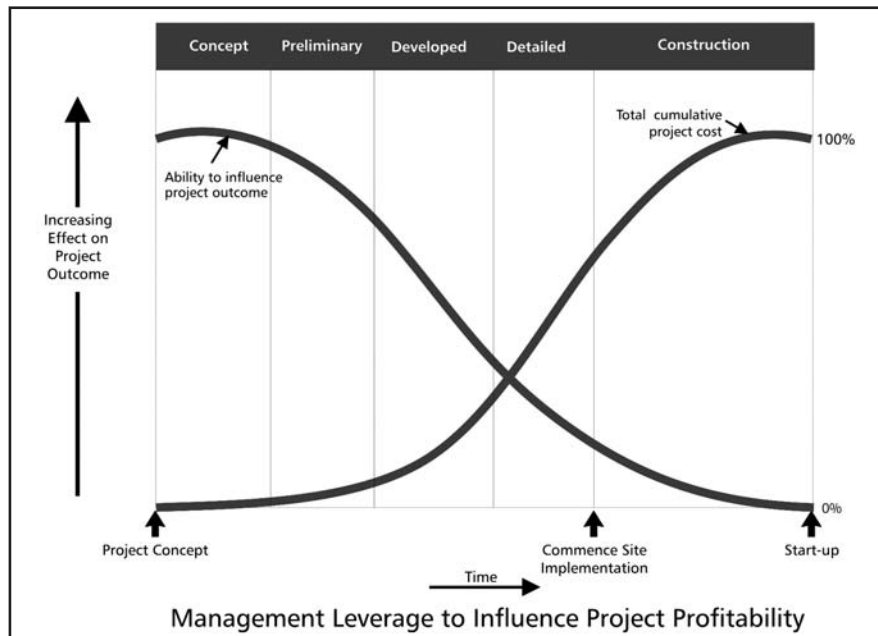 Concept Preliminary Developed Detailed Construction
Total cumulative
project cost
100%
Ability to influence
project outcome
Increasing
Effect on
Project
Outcome
0%
Project Concept
Commence Site
Implementation
Start-up
Time
Management Leverage to Influence Project Profitability